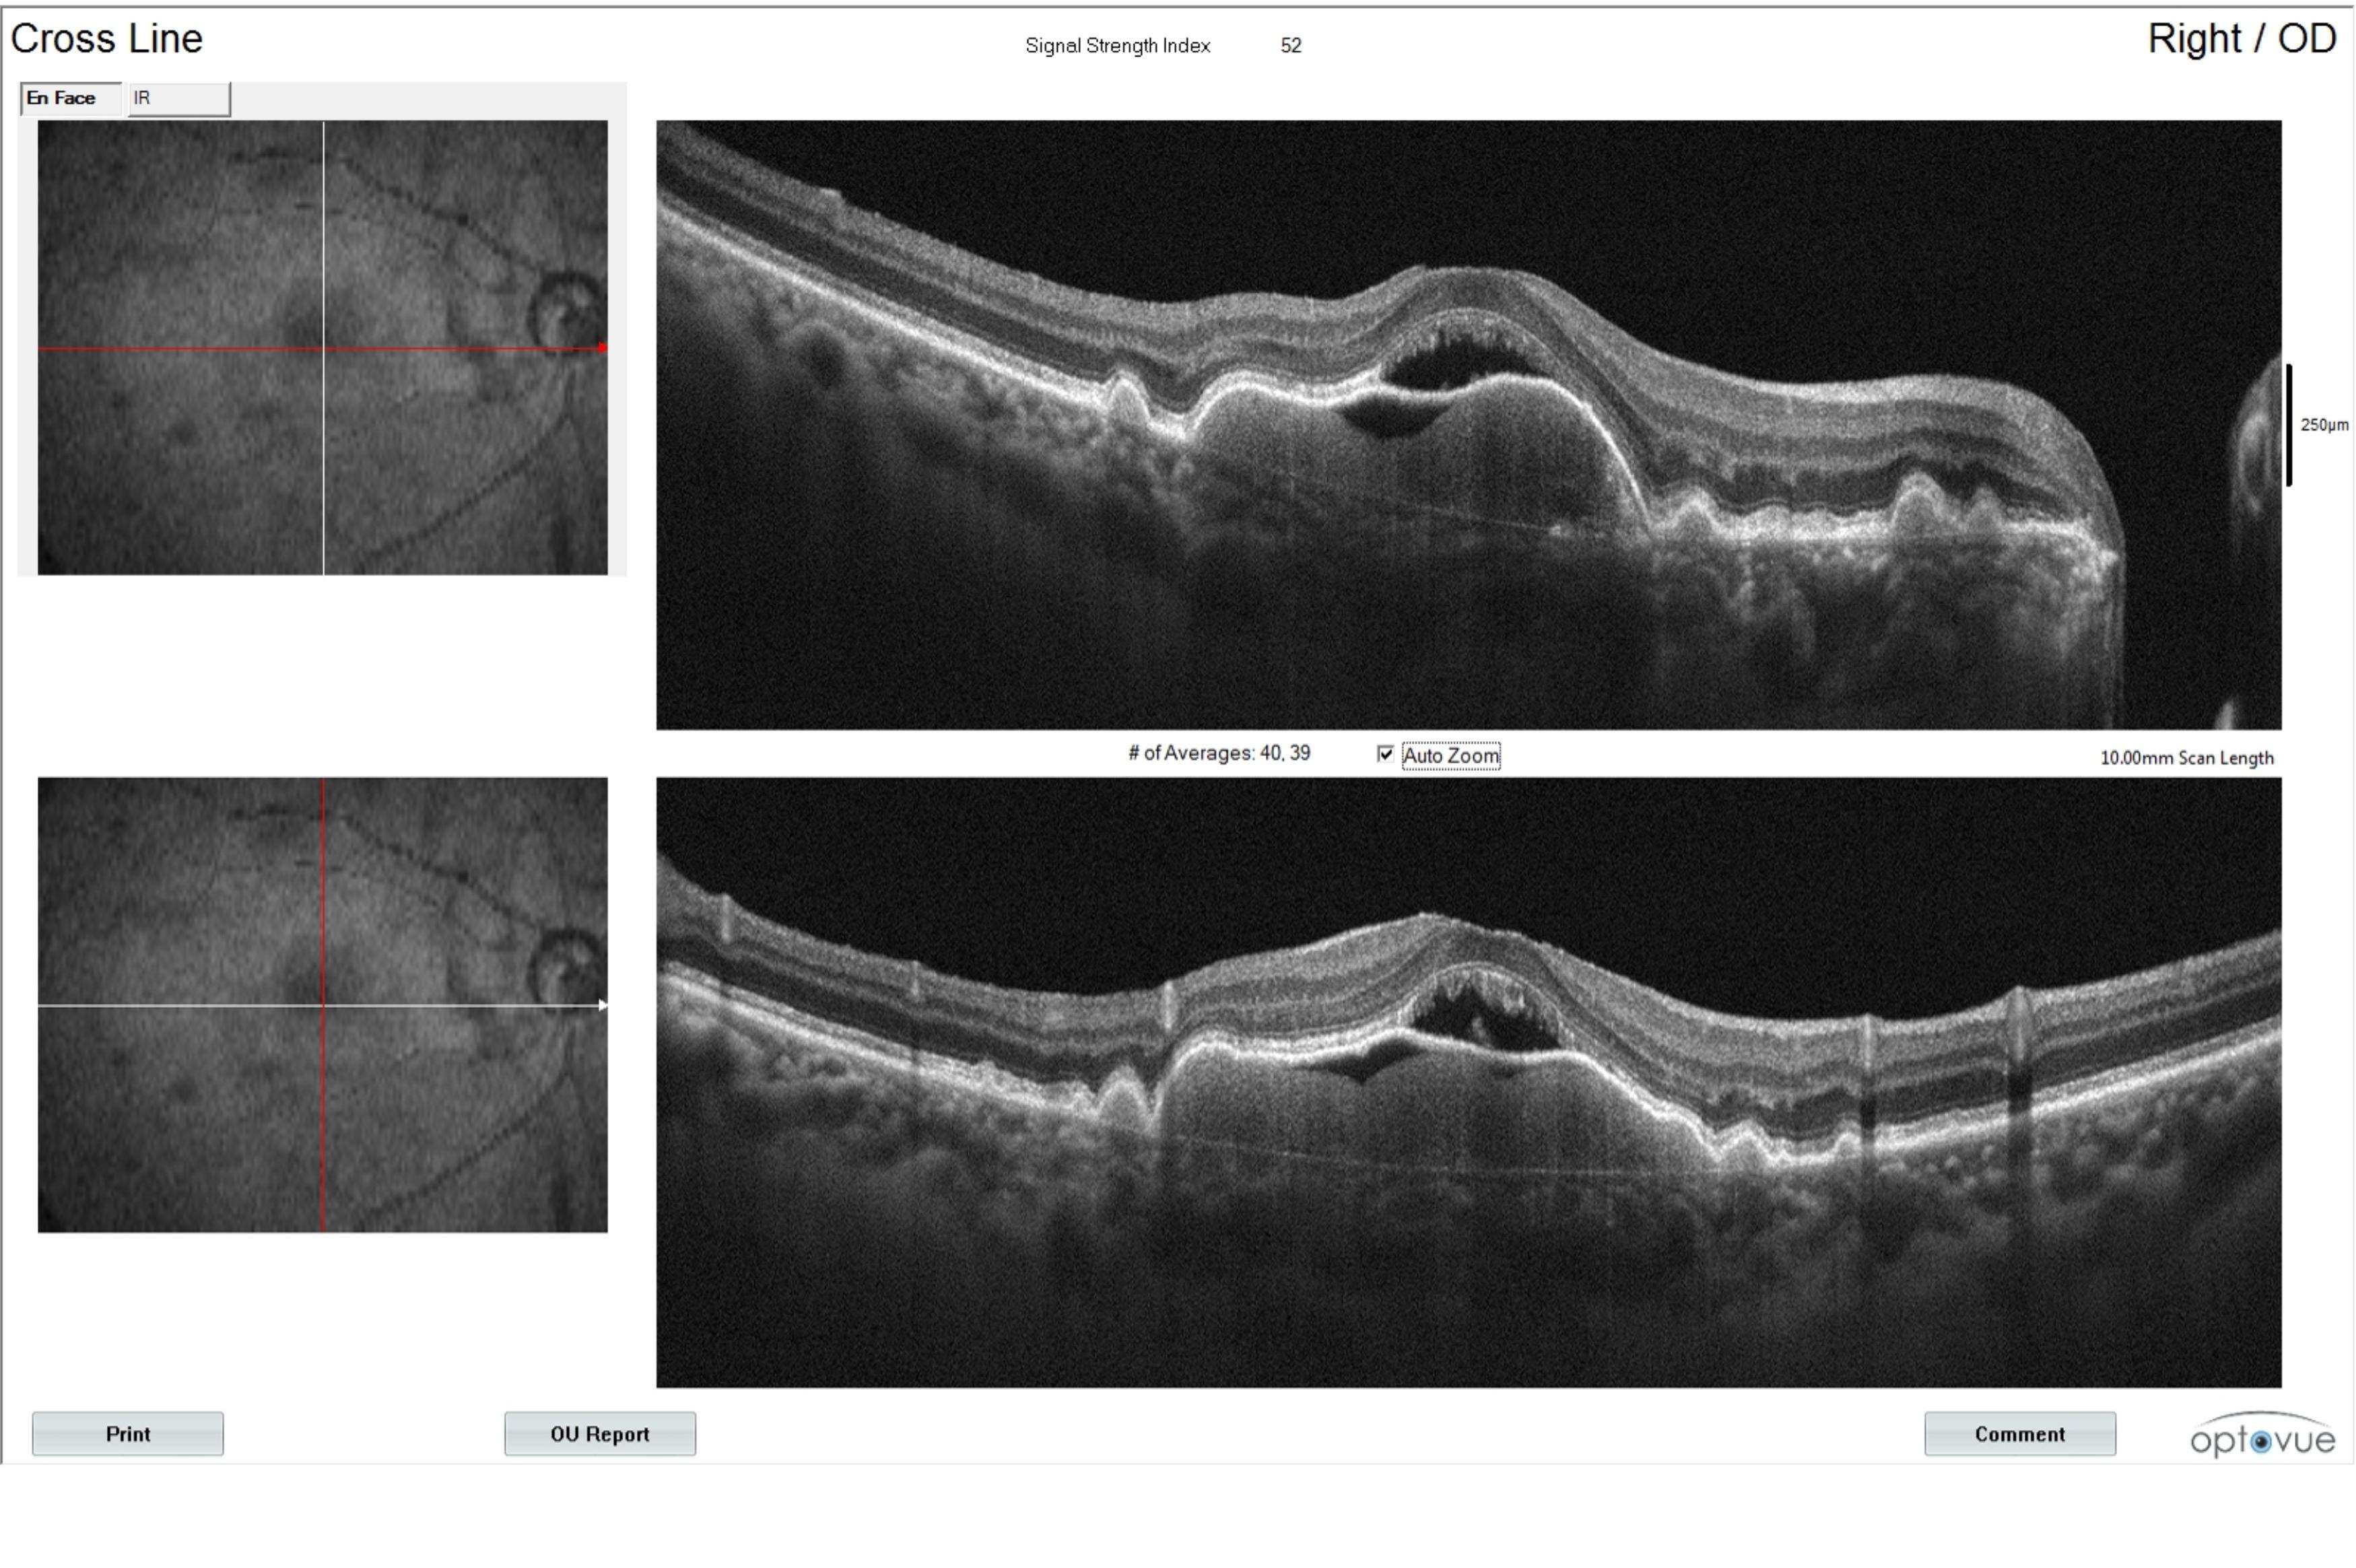 Cross Line
Signal Strength Index 52
Right / OD
En Face IR
250µm
# of Averages: 40, 39
Auto Zoom
10.00mm Scan Length
Print
OU Report
Comment
optovue